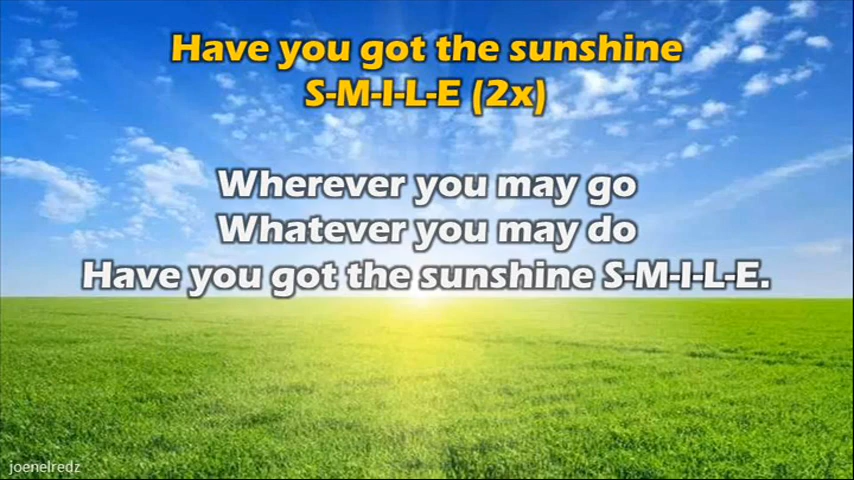 Have you got the sunshine
S-M-I-L-E (2x)
Wherever you may go
Whatever you may do
Have you got the sunshine S-M-I-L-E.
joenelredz